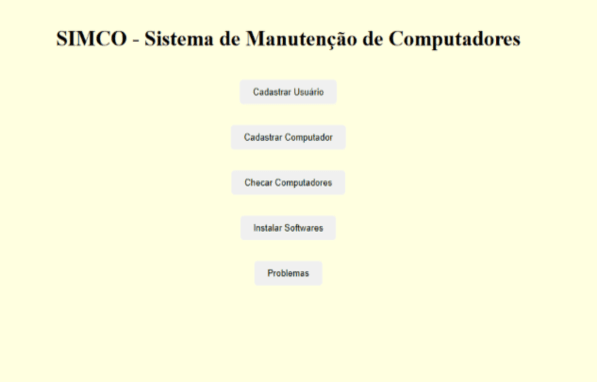 SIMCO - Sistema de Manutenção de Computadores
Cadastrar Usuário
Cadastrar Computador
Checar Computadores
Instalar Softwares
Problemas